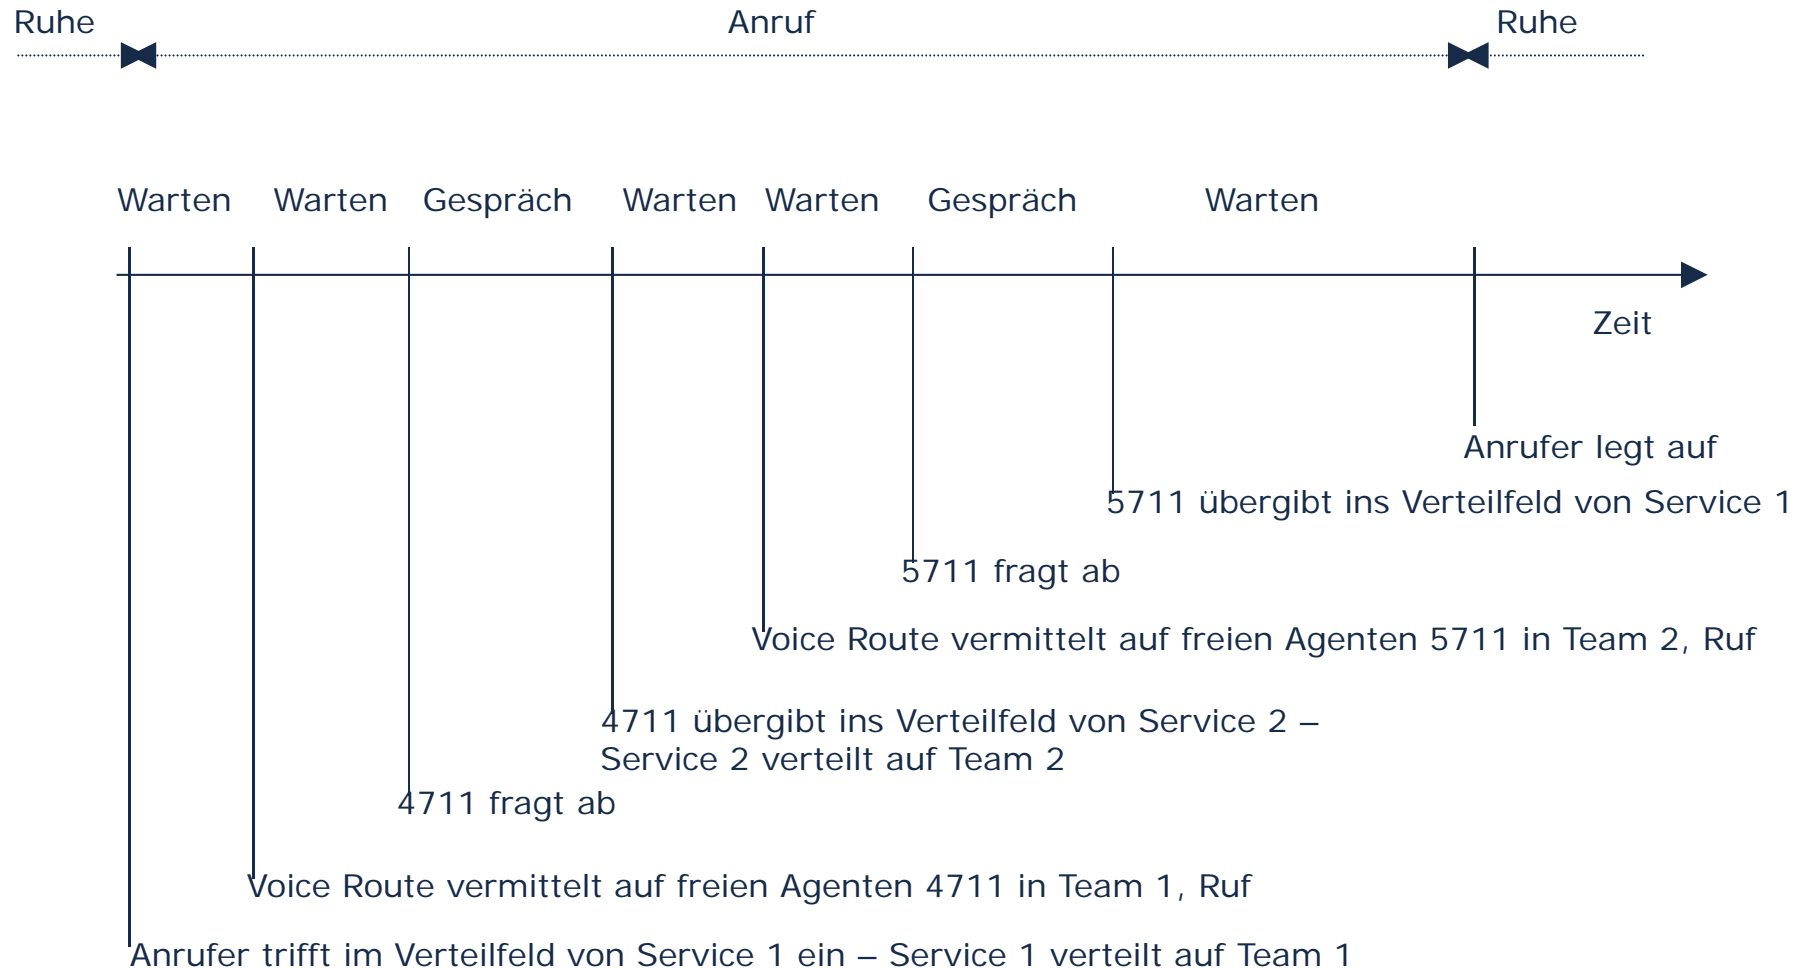 Ruhe Anruf Ruhe
Warten Warten Gespräch Warten Warten Gespräch Warten
Zeit
Anrufer legt auf
5711 übergibt ins Verteilfeld von Service 1
5711 fragt ab
Voice Route vermittelt auf freien Agenten 5711 in Team 2, Ruf
4711 übergibt ins Verteilfeld von Service 2 –
Service 2 verteilt auf Team 2
4711 fragt ab
Voice Route vermittelt auf freien Agenten 4711 in Team 1, Ruf
Anrufer trifft im Verteilfeld von Service 1 ein – Service 1 verteilt auf Team 1